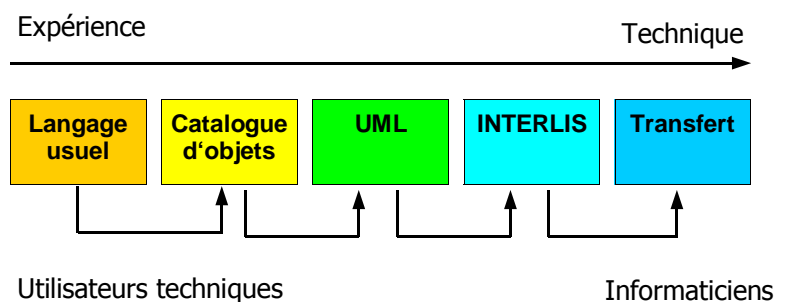 Expérience
Technique
Langage
usuel
Catalogue
d‘objets
UML
INTERLIS
Transfert
Utilisateurs techniques
Informaticiens